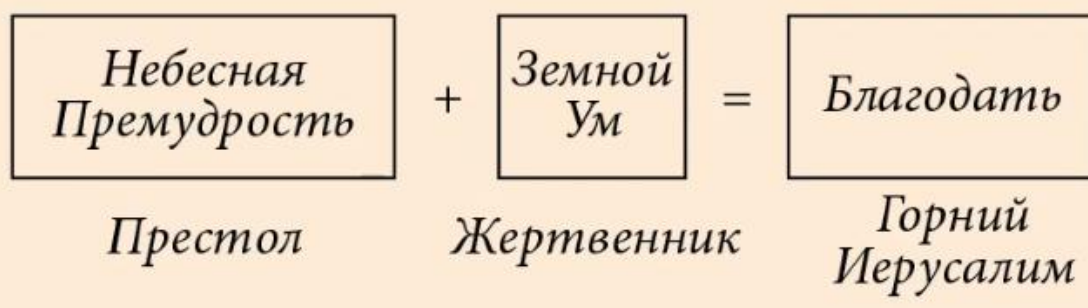 Небесная
Премудрость
+
Земной
Ум
=
Благодать
Престол
Жертвенник
Горний
Иерусалим